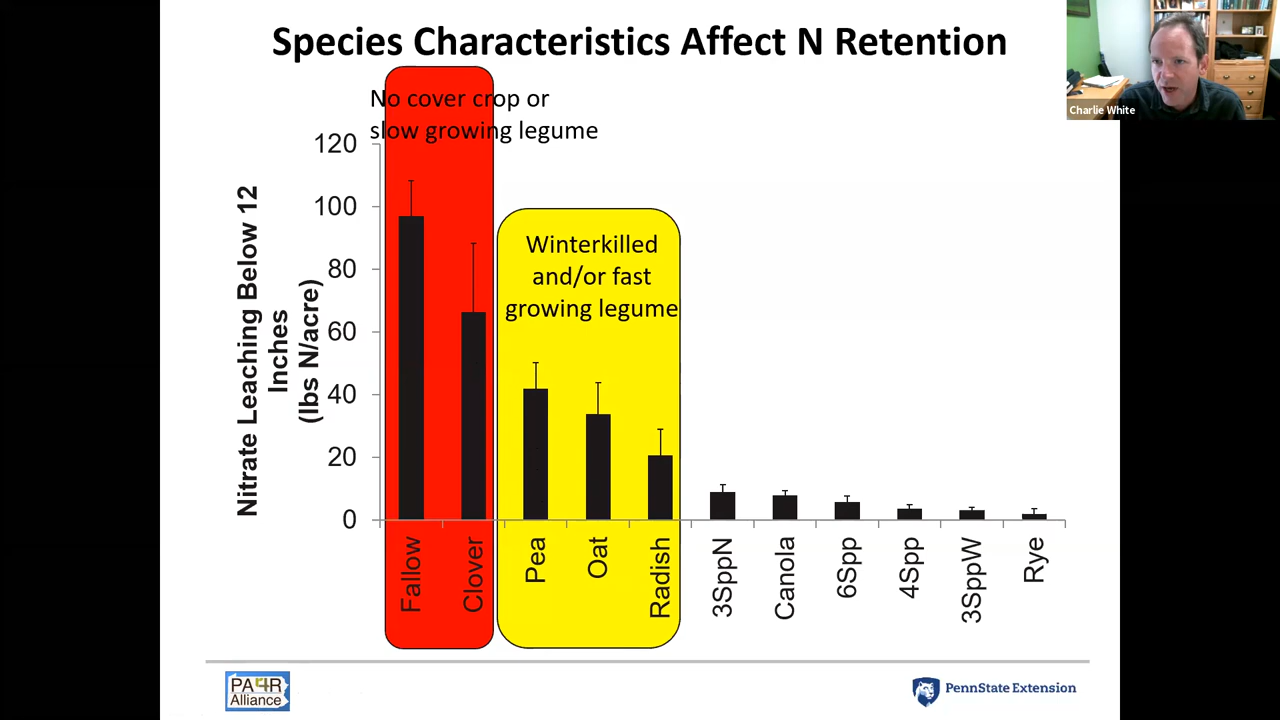 Species Characteristics Affect N Retention
Charlie White
No cover crop or
slow growing legume
Winterkilled
and/or fast
growing legume
Nitrate Leaching Below 12
Inches
(lbs N/acre)
120
100
80
60
40
20
0
Fallow
Clover
Pea
Oat
Radish
3SppN
Canola
6Spp
4Spp
3SppW
Rye
PA4R
Alliance
PennState Extension